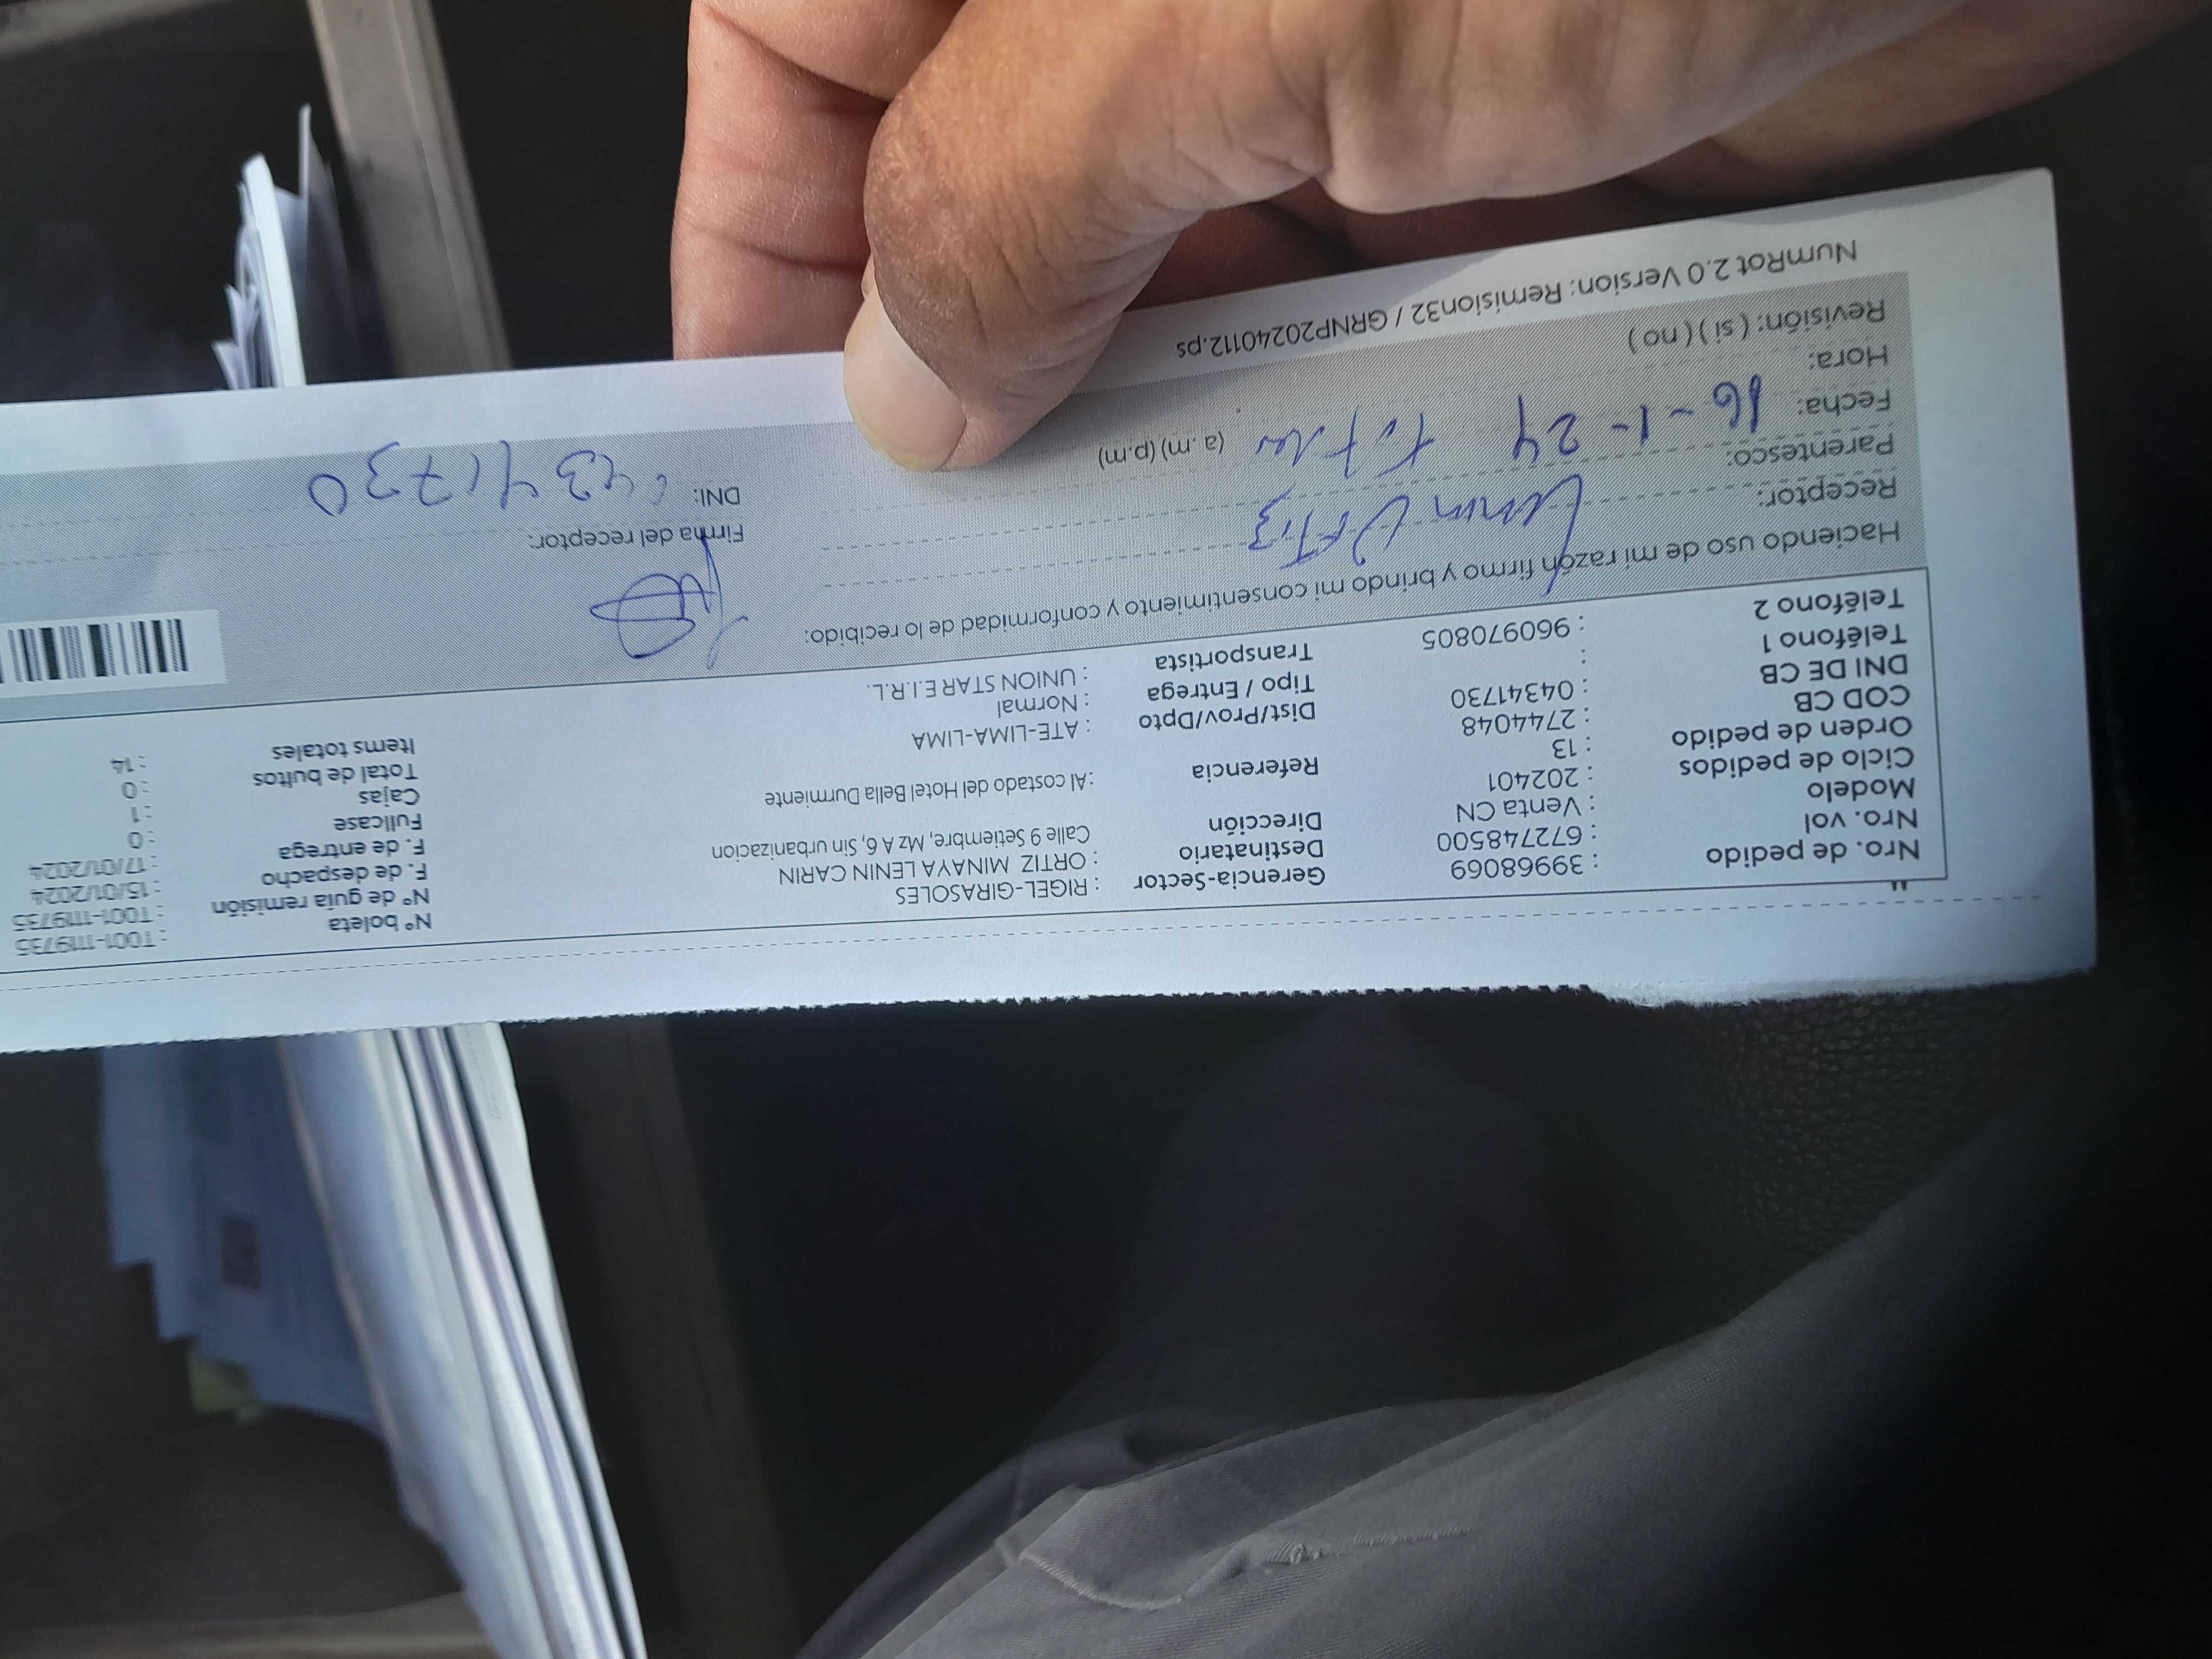 Nro. de pedido : 39968069 Gerencia-Sector : RIGEL-GIRASOLES N° boleta : T001-1119735
Nro. vol : 672748500 Destinatario : ORTIZ MINAYA LENIN CARIN N° de guía remisión : T001-1119735
Modelo : Venta CN Dirección Calle 9 Setiembre, Mz A 6, Sin urbanizacion F. de despacho : 15/01/2024
Ciclo de pedidos : 202401 F. de entrega : 17/01/2024
Orden de pedido : 13 Referencia : Al costado del Hotel Bella Durmiente Fullcase : 0
COD CB : 2744048 Dist/Prov/Dpto : ATE-LIMA-LIMA Cajas : 1
DNI DE CB : 04341730 Tipo / Entrega : Normal Total de bultos : 0
Teléfono 1 : Transportista : UNION STAR E.I.R.L. Items totales : 14
Teléfono 2 : 960970805
Haciendo uso de mi razón firmo y brindo mi consentimiento y conformidad de lo recibido:
Receptor: Lenin Ortiz Firma del receptor:
Parentesco: Titular DNI: 04341730
Fecha: 16-1-24
Hora: (a.m) (p.m)
Revisión: ( si ) ( no )
NumRot 2.0 Version: Remision32 / GRNP20240112.ps